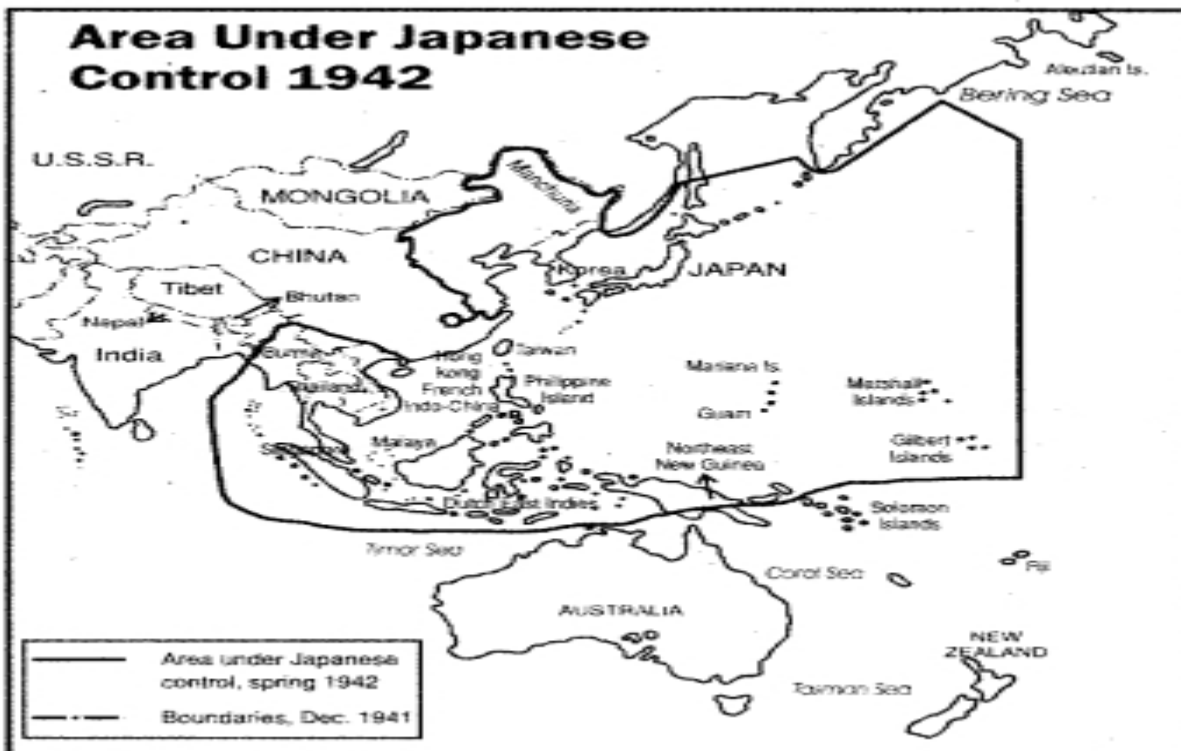 Area Under Japanese
Control 1942
Aleutian Is.
Bering Sea
U.S.S.R.
MONGOLIA
Manchuria
CHINA
Korea
JAPAN
Tibet
Bhutan
Nepal
India
Burma
Taiwan
Hong
kong
French
Indo-China
Thailand
Philippine
Island
Mariana Is.
Guam
Marshall
Islands
Gilbert
Islands
Malaya
Northeast
New Guinea
Dutch East Indies
Solomon
Islands
Timor Sea
Coral Sea
Fiji
AUSTRALIA
NEW
ZEALAND
Tasman Sea
Area under Japanese
control, spring 1942
Boundaries, Dec. 1941